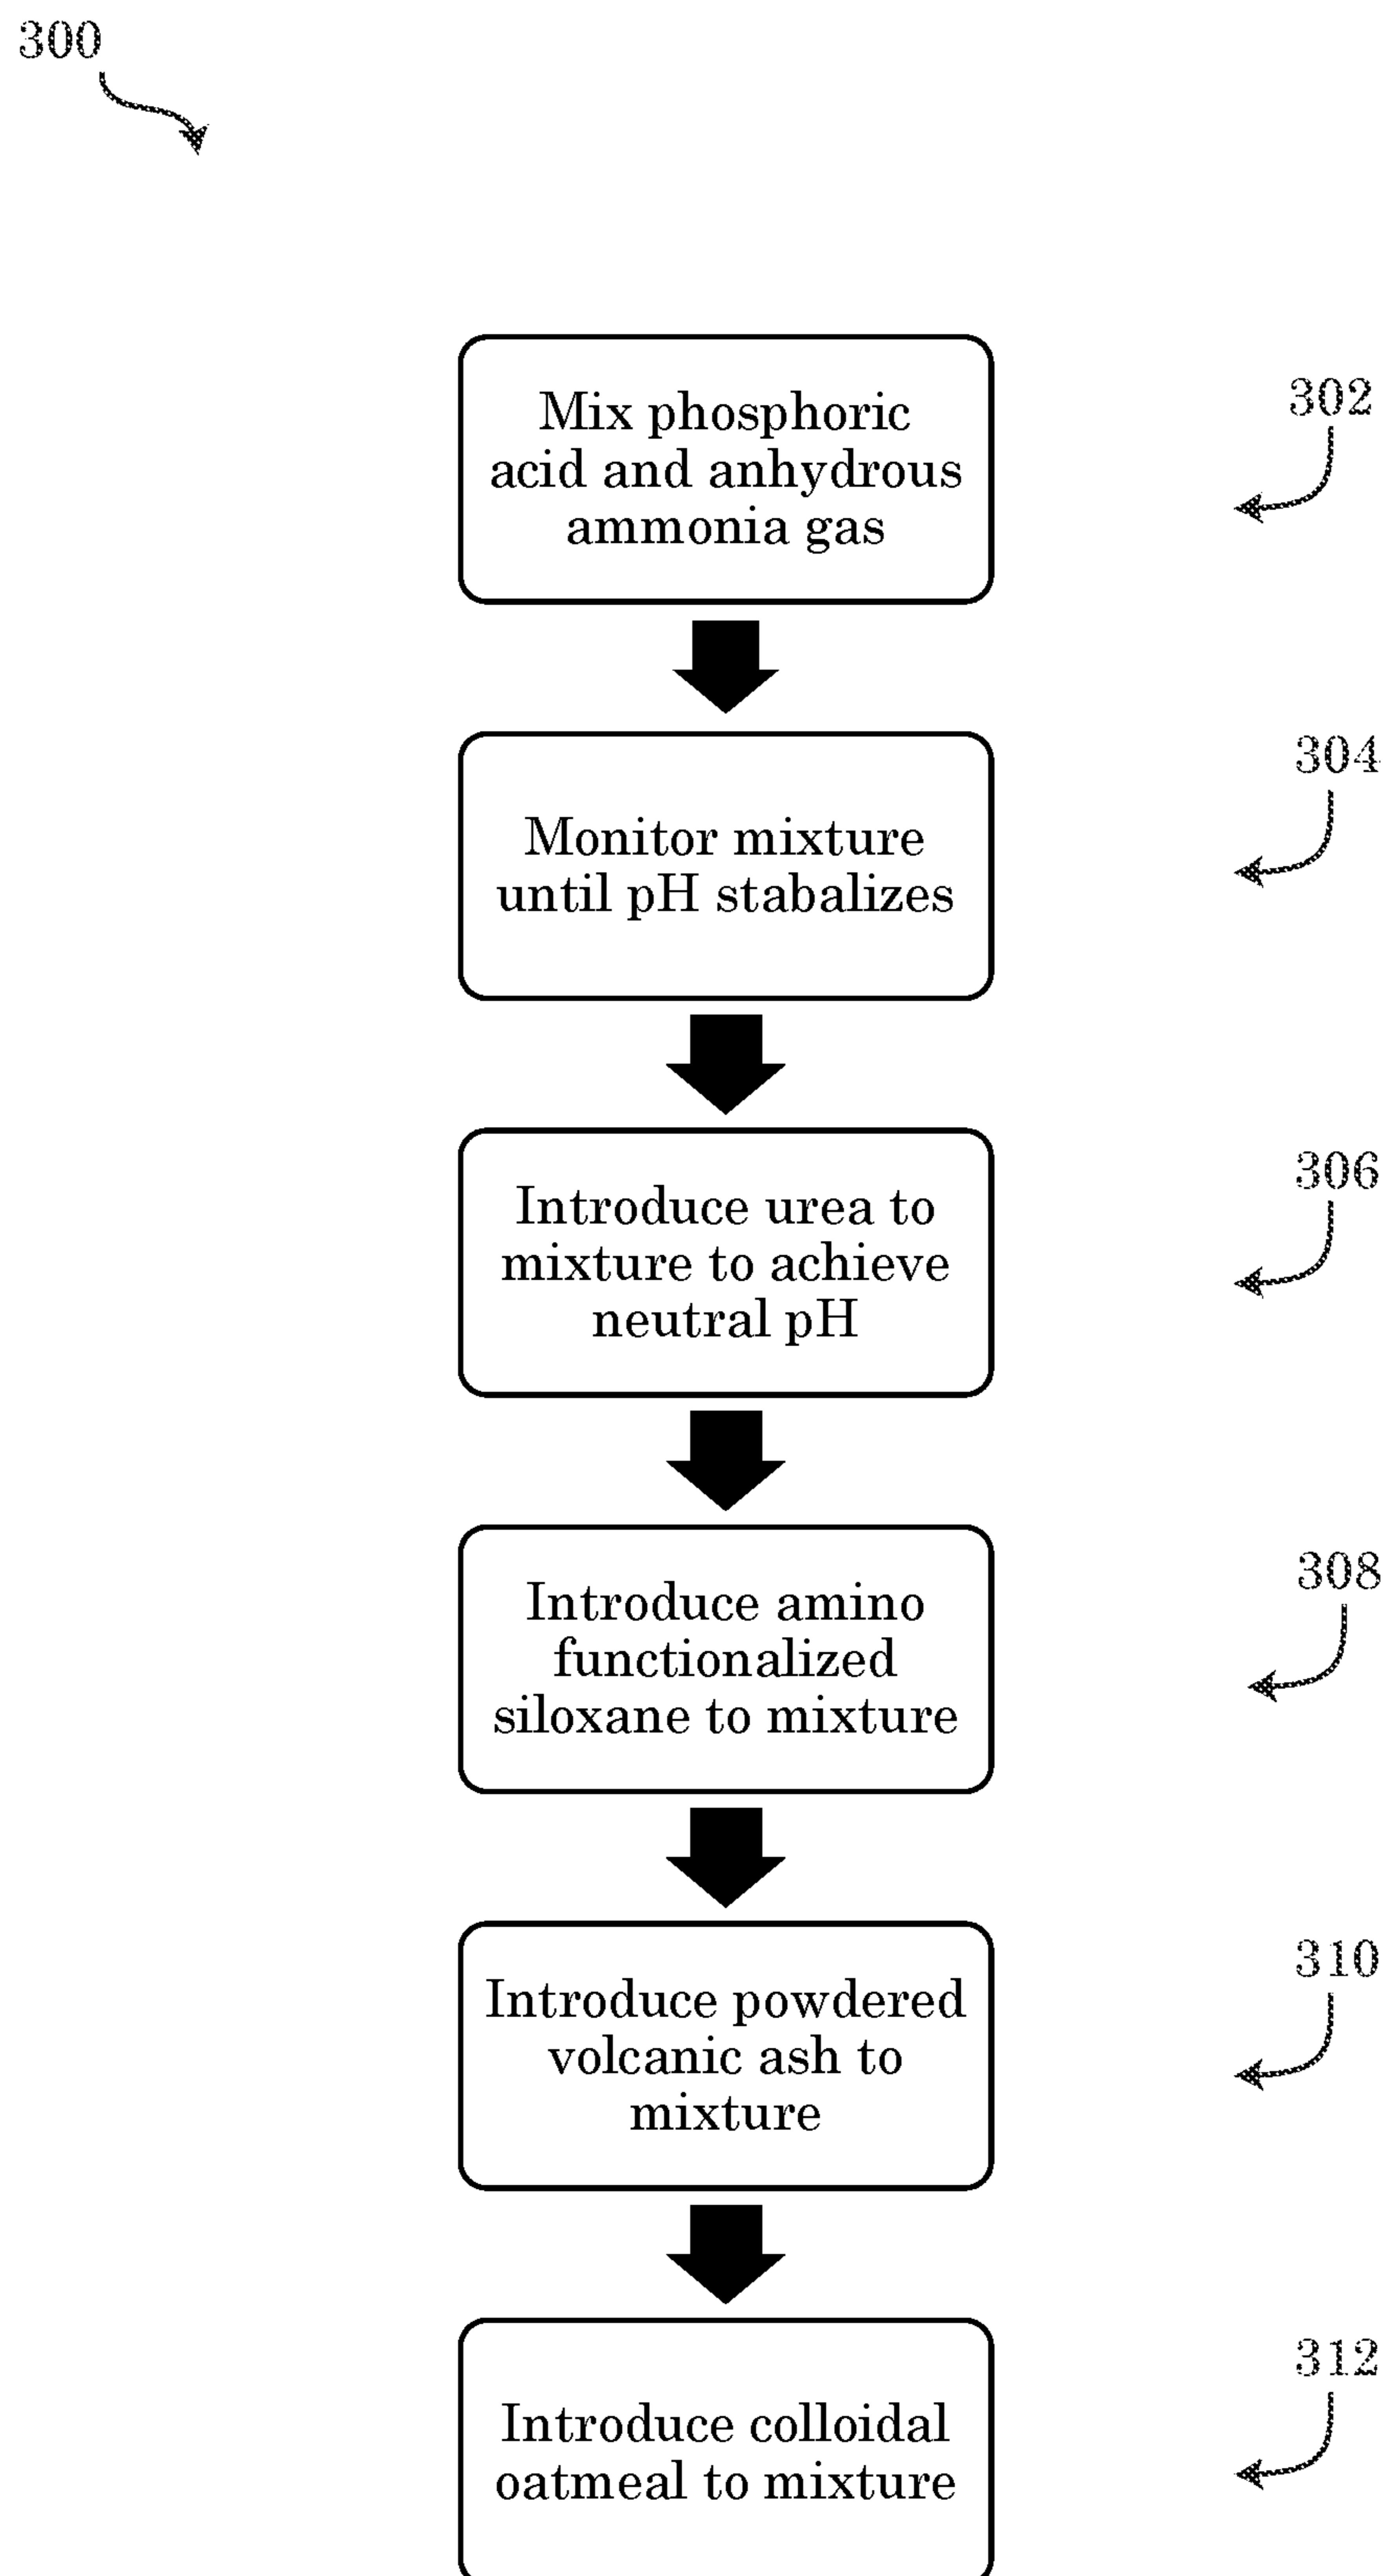 300
Mix phosphoric
acid and anhydrous
ammonia gas
302
Monitor mixture
until pH stabalizes
304
Introduce urea to
mixture to achieve
neutral pH
306
Introduce amino
functionalized
siloxane to mixture
308
Introduce powdered
volcanic ash to
mixture
310
Introduce colloidal
oatmeal to mixture
312